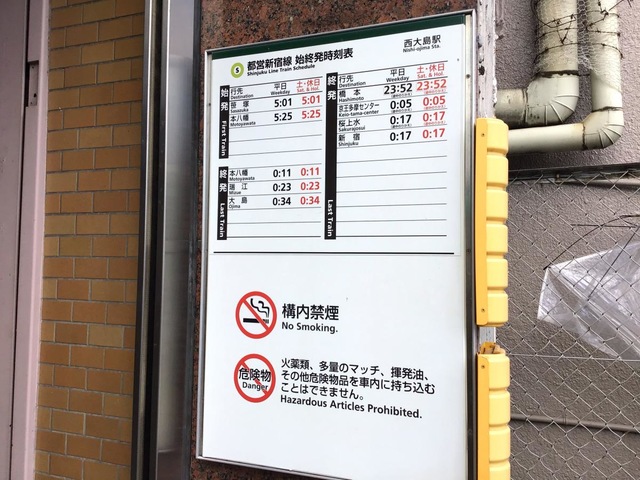 S 都営新宿線 始終発時刻表
Shinjuku Line Train Schedule
西大島駅
Nishi-ojima Sta.
始発 First Train
行先 Destination 平日 Weekday 土・休日 Sat. & Hol.
笹塚 Sasazuka 5:01 5:01
本八幡 Motoyawata 5:25 5:25
終発 Last Train
本八幡 Motoyawata 0:11 0:11
瑞江 Mizue 0:23 0:23
大島 Ojima 0:34 0:34
終発 Last Train
行先 Destination 平日 Weekday 土・休日 Sat. & Hol.
橋本 Hashimoto 23:52 23:52
京王多摩センター Keio-tama-center 0:05 0:05
桜上水 Sakurajosui 0:17 0:17
新宿 Shinjuku 0:17 0:17
構内禁煙
No Smoking.
危険物
Danger
火薬類、多量のマッチ、揮発油、
その他危険物品を車内に持ち込む
ことはできません。
Hazardous Articles Prohibited.